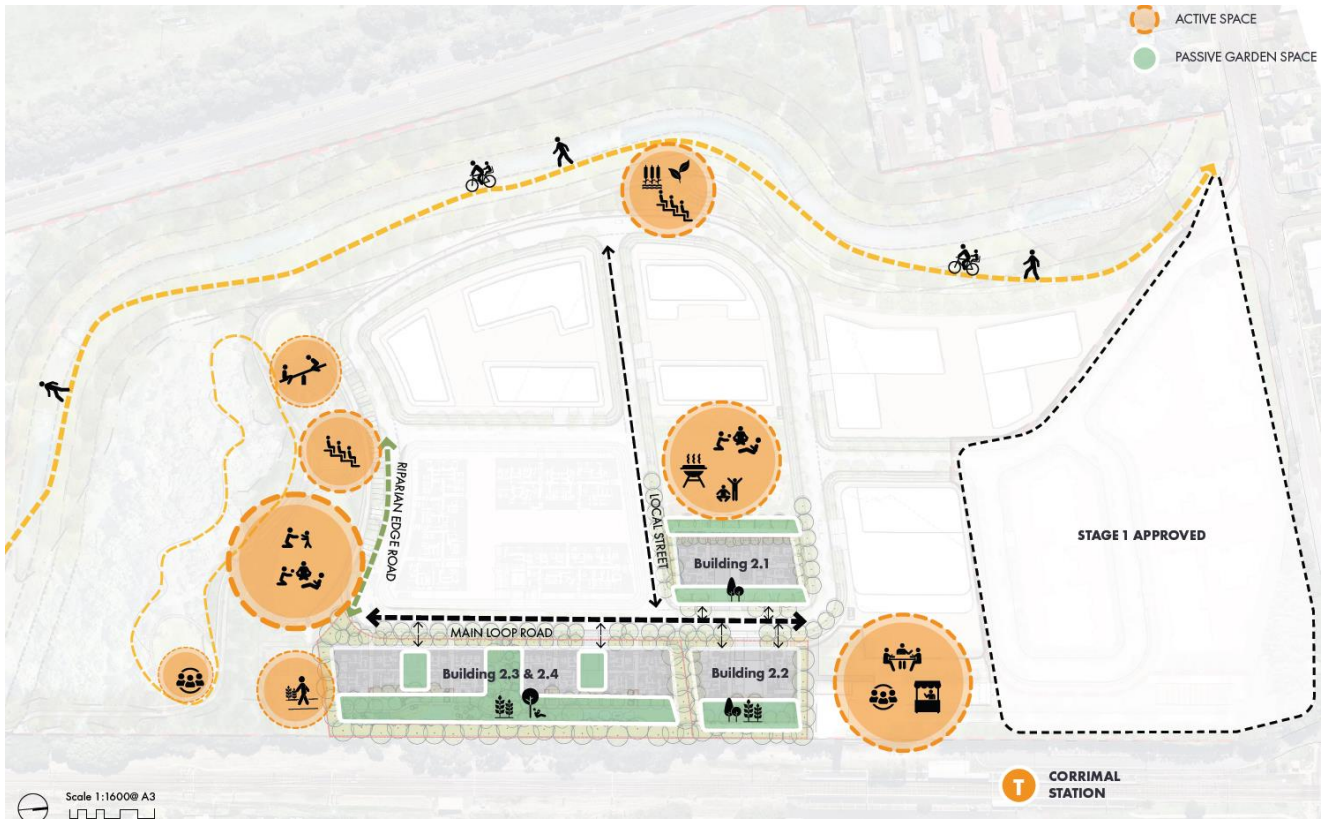 ACTIVE SPACE
PASSIVE GARDEN SPACE
RIPARIAN EDGE ROAD
LOCAL STREET
STAGE 1 APPROVED
Building 2.1
MAIN LOOP ROAD
Building 2.3 & 2.4
Building 2.2
T
CORRIMAL
STATION
Scale 1:1600@ A3